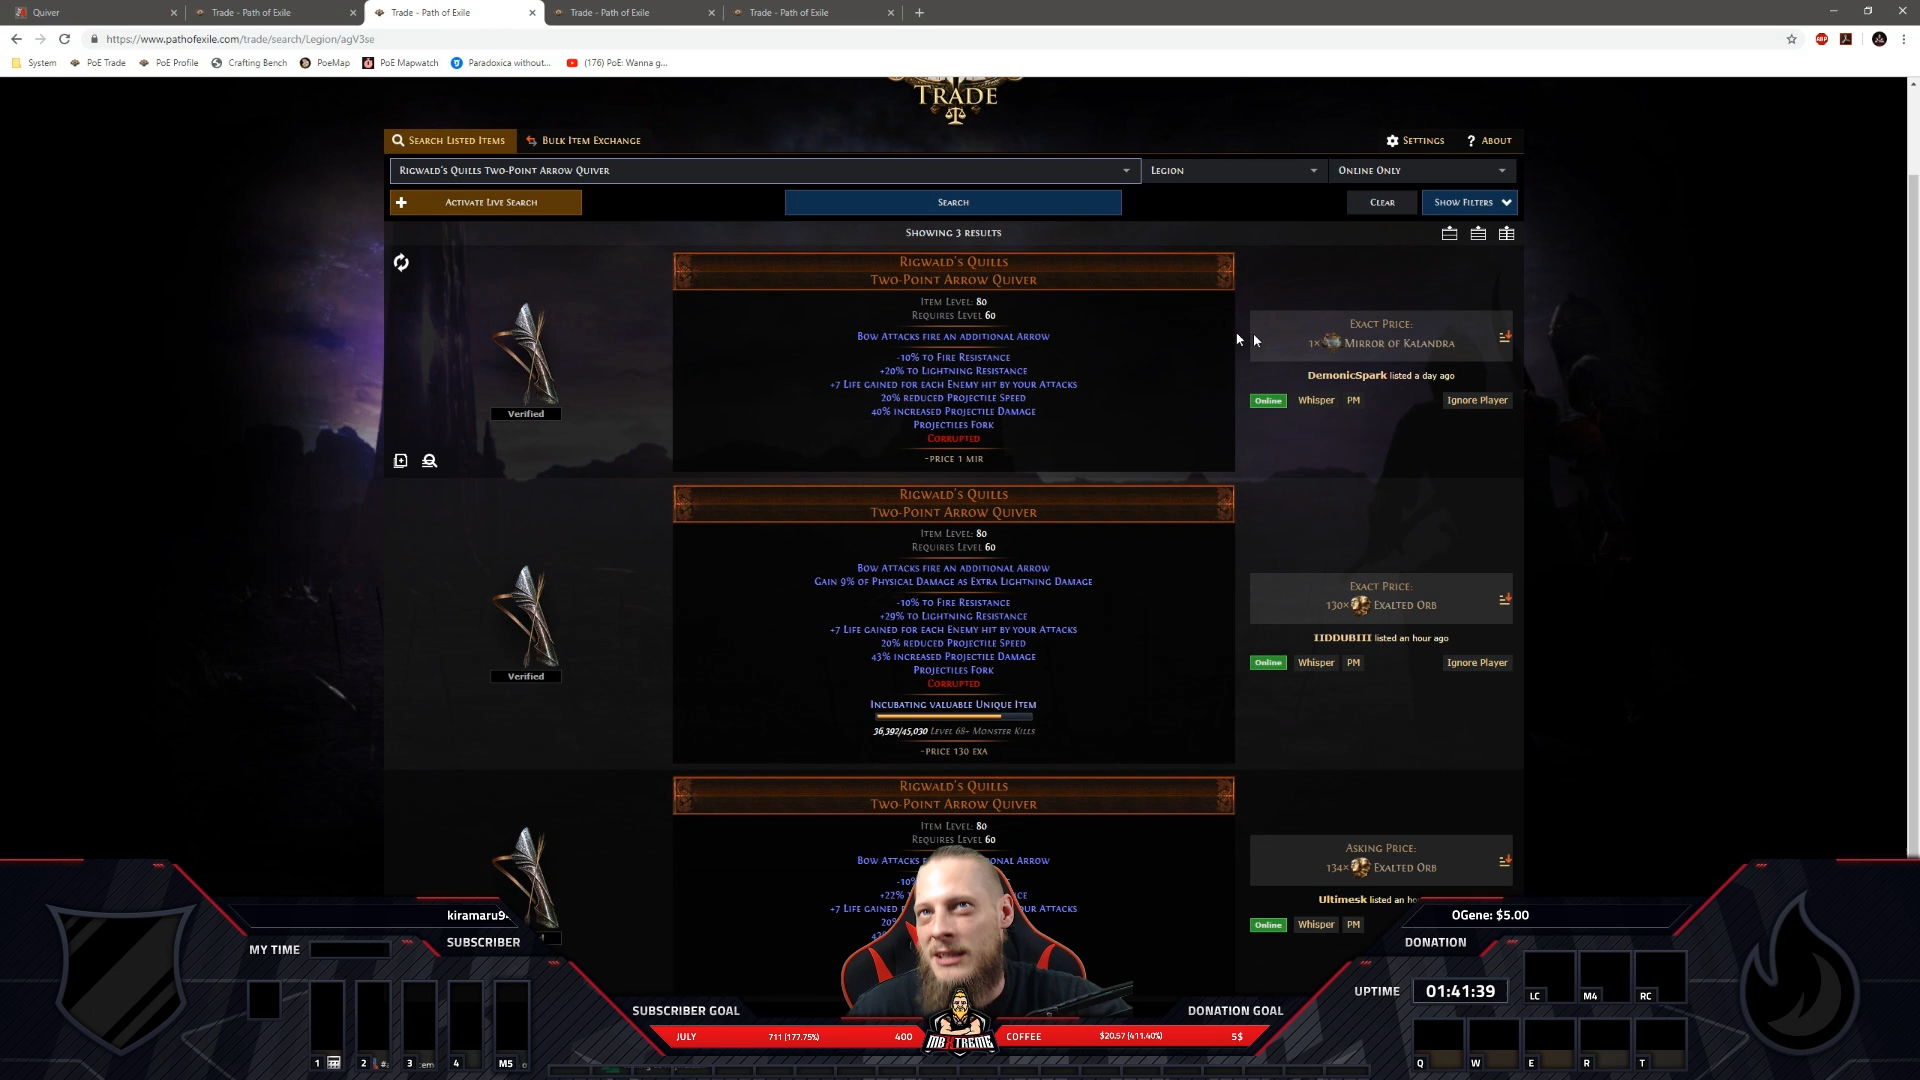 Quiver
Trade - Path of Exile
Trade - Path of Exile
Trade - Path of Exile
Trade - Path of Exile
https://www.pathofexile.com/trade/search/Legion/agV3se
System
PoE Trade
PoE Profile
Crafting Bench
PoeMap
PoE Mapwatch
Paradoxica without...
(176) PoE: Wanna g...
TRADE
SEARCH LISTED ITEMS
BULK ITEM EXCHANGE
SETTINGS
? ABOUT
RIGWALD'S QUILLS TWO-POINT ARROW QUIVER
LEGION
ONLINE ONLY
ACTIVATE LIVE SEARCH
SEARCH
CLEAR
SHOW FILTERS
SHOWING 3 RESULTS
RIGWALD'S QUILLS
TWO-POINT ARROW QUIVER
ITEM LEVEL: 80
REQUIRES LEVEL 60
BOW ATTACKS FIRE AN ADDITIONAL ARROW
-10% TO FIRE RESISTANCE
+20% TO LIGHTNING RESISTANCE
+7 LIFE GAINED FOR EACH ENEMY HIT BY YOUR ATTACKS
20% REDUCED PROJECTILE SPEED
40% INCREASED PROJECTILE DAMAGE
PROJECTILES FORK
CORRUPTED
~PRICE 1 MIR
Verified
EXACT PRICE:
1× MIRROR OF KALANDRA
DemonicSpark listed a day ago
Online
Whisper
PM
Ignore Player
RIGWALD'S QUILLS
TWO-POINT ARROW QUIVER
ITEM LEVEL: 80
REQUIRES LEVEL 60
BOW ATTACKS FIRE AN ADDITIONAL ARROW
GAIN 9% OF PHYSICAL DAMAGE AS EXTRA LIGHTNING DAMAGE
-10% TO FIRE RESISTANCE
+29% TO LIGHTNING RESISTANCE
+7 LIFE GAINED FOR EACH ENEMY HIT BY YOUR ATTACKS
20% REDUCED PROJECTILE SPEED
43% INCREASED PROJECTILE DAMAGE
PROJECTILES FORK
CORRUPTED
INCUBATING VALUABLE UNIQUE ITEM
36,392/45,030 LEVEL 68+ MONSTER KILLS
~PRICE 130 EXA
Verified
EXACT PRICE:
130× EXALTED ORB
IIDDUBIII listed an hour ago
Online
Whisper
PM
Ignore Player
RIGWALD'S QUILLS
TWO-POINT ARROW QUIVER
ITEM LEVEL: 80
REQUIRES LEVEL 60
BOW ATTACKS ARROW
+22%
+7 LIFE GAINED YOUR ATTACKS
ASKING PRICE:
134× EXALTED ORB
Ultimesk listed an
Online
Whisper
PM
kiramaru9
MY TIME
SUBSCRIBER
OGene: $5.00
DONATION
UPTIME
01:41:39
LC
M4
RC
SUBSCRIBER GOAL
DONATION GOAL
JULY
711 (177.75%)
400
MBXTREME
COFFEE
$20.57 (411.40%)
5$
1
2
3
4
M5
Q
W
E
R
T